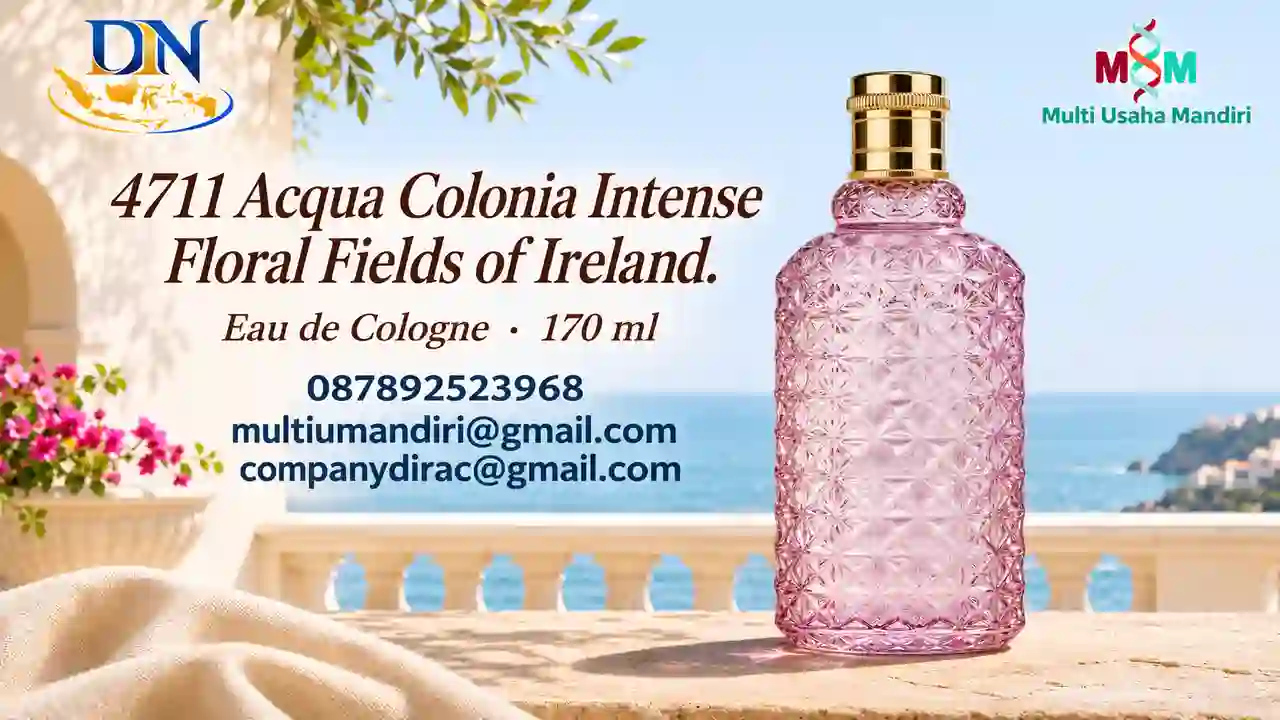 DN
MUM
Multi Usaha Mandiri
4711 Acqua Colonia Intense
Floral Fields of Ireland.
Eau de Cologne · 170 ml
087892523968
multiumandiri@gmail.com
companydirac@gmail.com